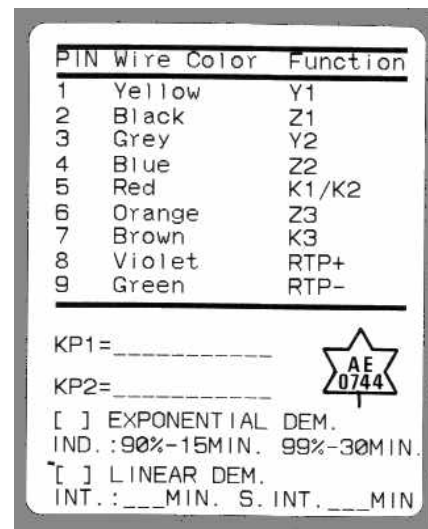 PIN Wire Color Function
1 Yellow Y1
2 Black Z1
3 Grey Y2
4 Blue Z2
5 Red K1/K2
6 Orange Z3
7 Brown K3
8 Violet RTP+
9 Green RTP-
KP1=___________
KP2=___________
AE
0744
[ ] EXPONENTIAL DEM.
IND.:90%-15MIN. 99%-30MIN.
[ ] LINEAR DEM.
INT.:___MIN. S.INT.___MIN